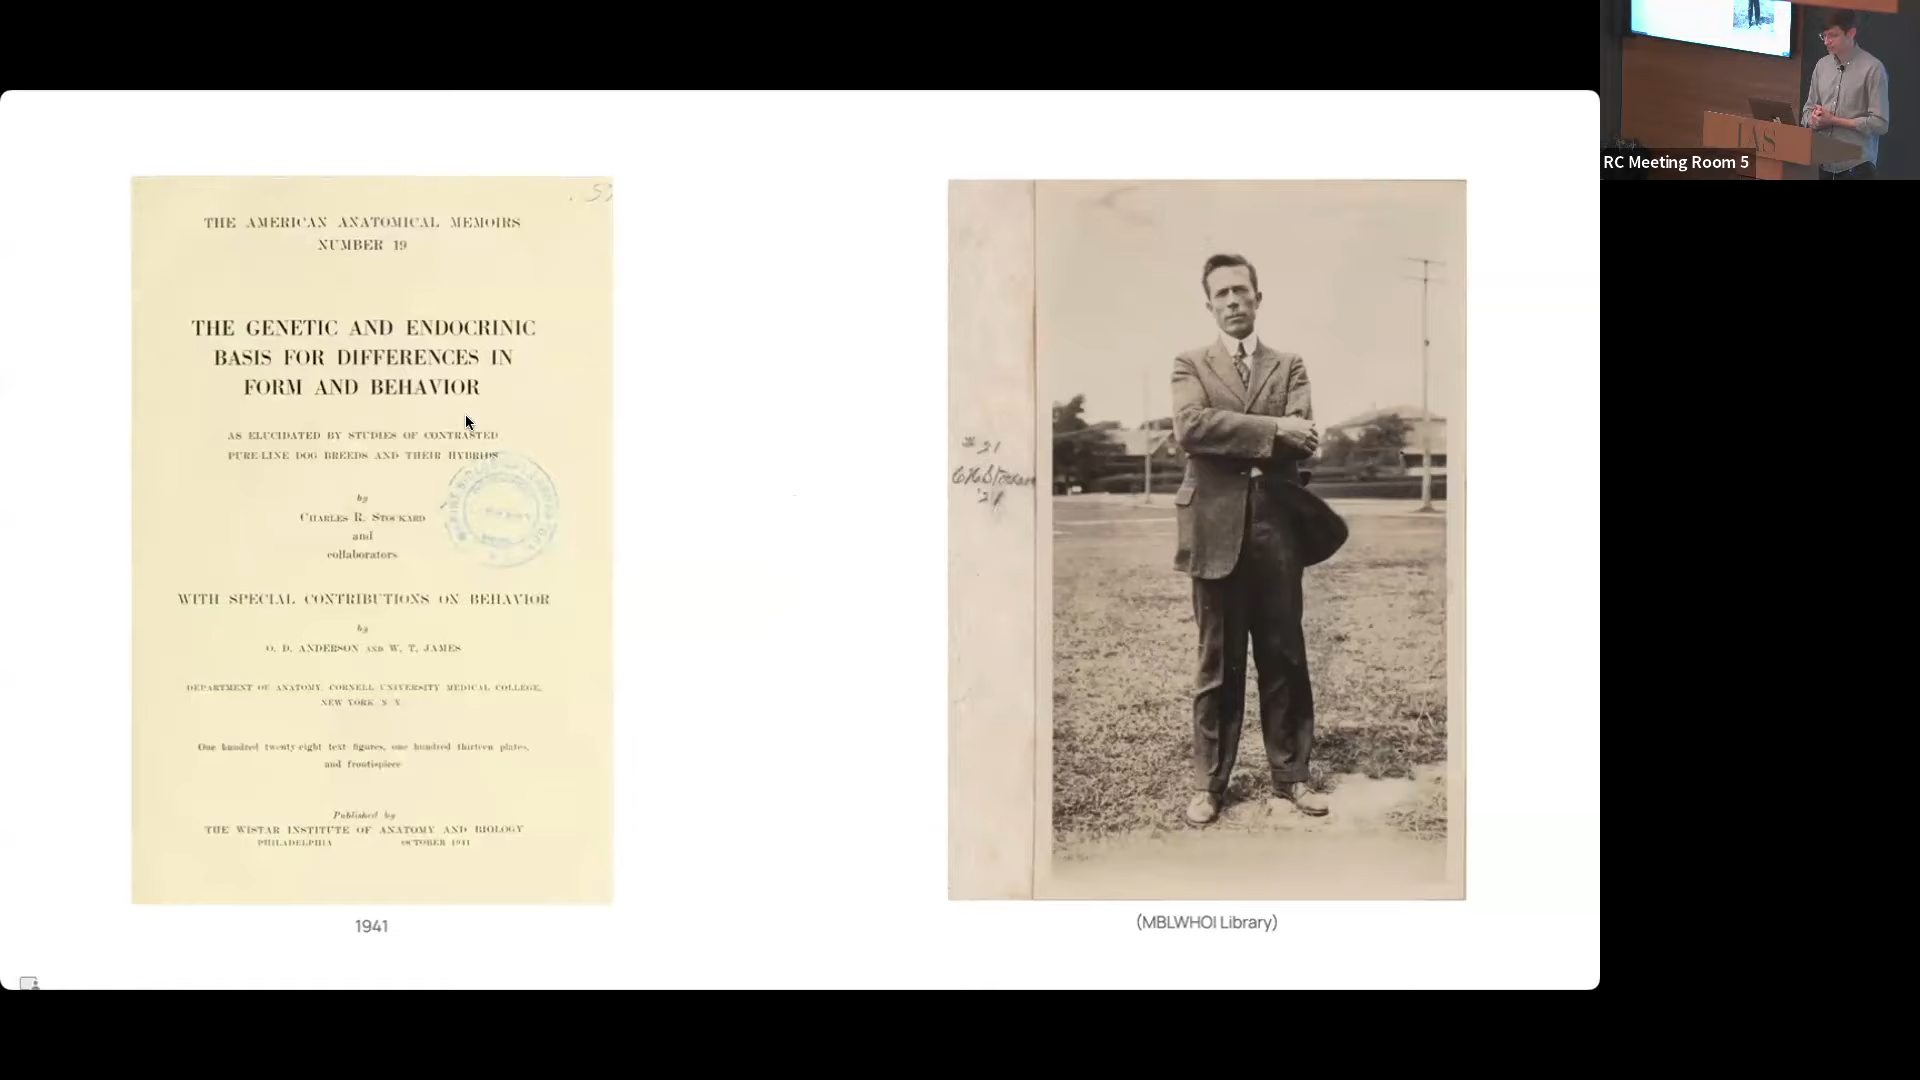 THE AMERICAN ANATOMICAL MEMOIRS
NUMBER 19
THE GENETIC AND ENDOCRINIC
BASIS FOR DIFFERENCES IN
FORM AND BEHAVIOR
AS ELUCIDATED BY STUDIES OF CONTRASTED
PURE-LINE DOG BREEDS AND THEIR HYBRIDS
by
CHARLES R. STOCKARD
and
collaborators
WITH SPECIAL CONTRIBUTIONS ON BEHAVIOR
by
O. D. ANDERSON AND W. T. JAMES
DEPARTMENT OF ANATOMY, CORNELL UNIVERSITY MEDICAL COLLEGE,
NEW YORK N. Y.
One hundred twenty-eight text figures, one hundred thirteen plates,
and frontispiece
Published by
THE WISTAR INSTITUTE OF ANATOMY AND BIOLOGY
PHILADELPHIA OCTOBER 1941
1941
# 21
(MBLWHOI Library)
IAS
RC Meeting Room 5